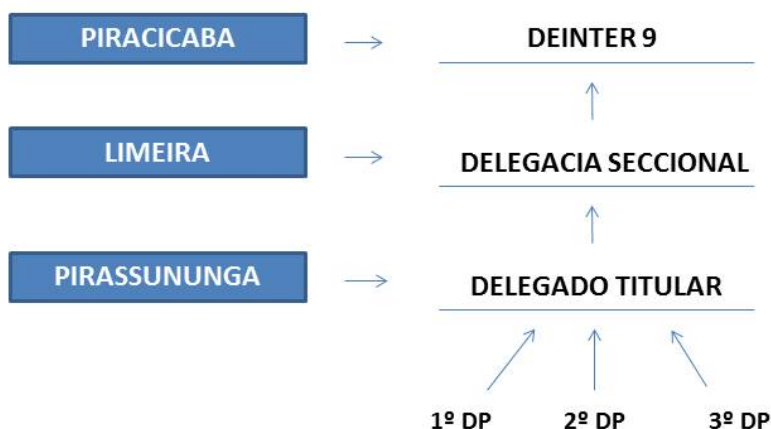 PIRACICABA
DEINTER 9
LIMEIRA
DELEGACIA SECCIONAL
PIRASSUNUNGA
DELEGADO TITULAR
1º DP
2º DP
3º DP